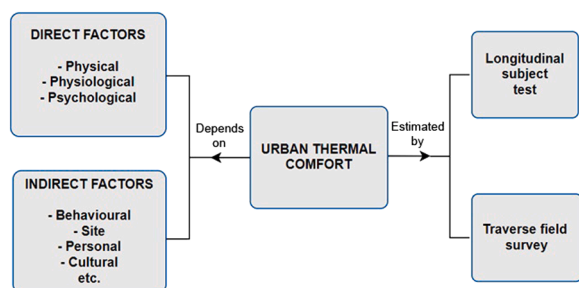 DIRECT FACTORS
- Physical
- Physiological
- Psychological
INDIRECT FACTORS
- Behavioural
- Site
- Personal
- Cultural
etc.
Depends
on
URBAN THERMAL
COMFORT
Estimated
by
Longitudinal
subject
test
Traverse field
survey